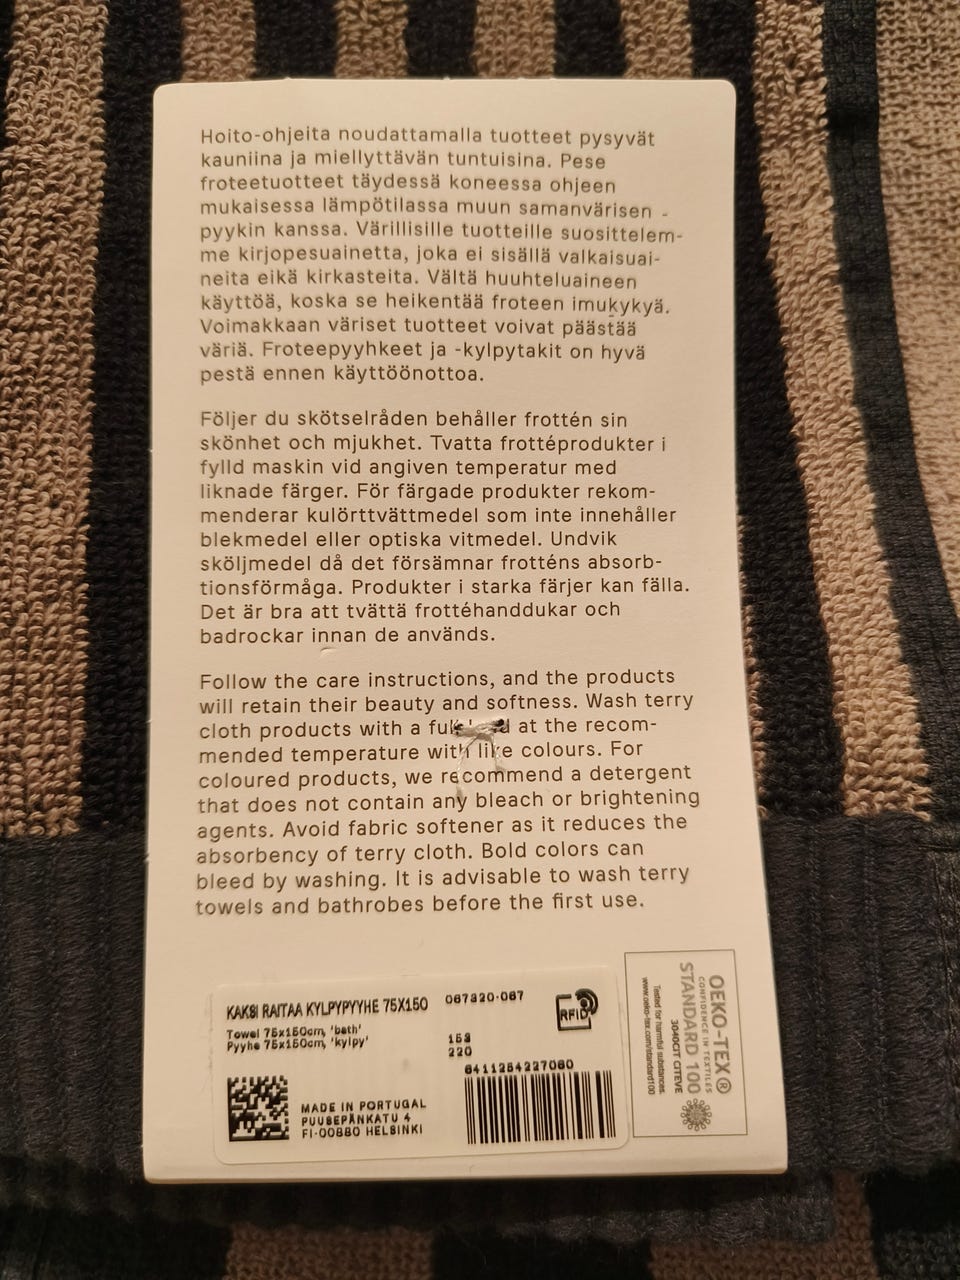 Hoito-ohjeita noudattamalla tuotteet pysyvät
kauniina ja miellyttävän tuntuisina. Pese
froteetuotteet täydessä koneessa ohjeen
mukaisessa lämpötilassa muun samanvärisen -
pyykin kanssa. Värillisille tuotteille suosittelem-
me kirjopesuainetta, joka ei sisällä valkaisuai-
neita eikä kirkasteita. Vältä huuhteluaineen
käyttöä, koska se heikentää froteen imukykyä.
Voimakkaan väriset tuotteet voivat päästää
väriä. Froteepyyhkeet ja -kylpytakit on hyvä
pestä ennen käyttöönottoa.
Följer du skötselråden behåller frottén sin
skönhet och mjukhet. Tvatta frottéprodukter i
fylld maskin vid angiven temperatur med
liknade färger. För färgade produkter rekom-
menderar kulörttvättmedel som inte innehåller
blekmedel eller optiska vitmedel. Undvik
sköljmedel då det försämnar frotténs absorb-
tionsförmåga. Produkter i starka färjer kan fälla.
Det är bra att tvättä frottéhanddukar och
badrockar innan de används.
Follow the care instructions, and the products
will retain their beauty and softness. Wash terry
cloth products with a full at the recom-
mended temperature with like colours. For
coloured products, we recommend a detergent
that does not contain any bleach or brightening
agents. Avoid fabric softener as it reduces the
absorbency of terry cloth. Bold colors can
bleed by washing. It is advisable to wash terry
towels and bathrobes before the first use.
KAKSI RAITAA KYLPYPYYHE 75X150 067320-067
Towel 75x150cm, 'bath'
Pyyhe 75x150cm, 'kylpy'
RFID
153
220
6411254227060
MADE IN PORTUGAL
PUUSEPÄNKATU 4
FI-00880 HELSINKI
OEKO-TEX®
CONFIDENCE IN TEXTILES
STANDARD 100
3040CIT CITEVE
Tested for harmful substances.
www.oeko-tex.com/standard100